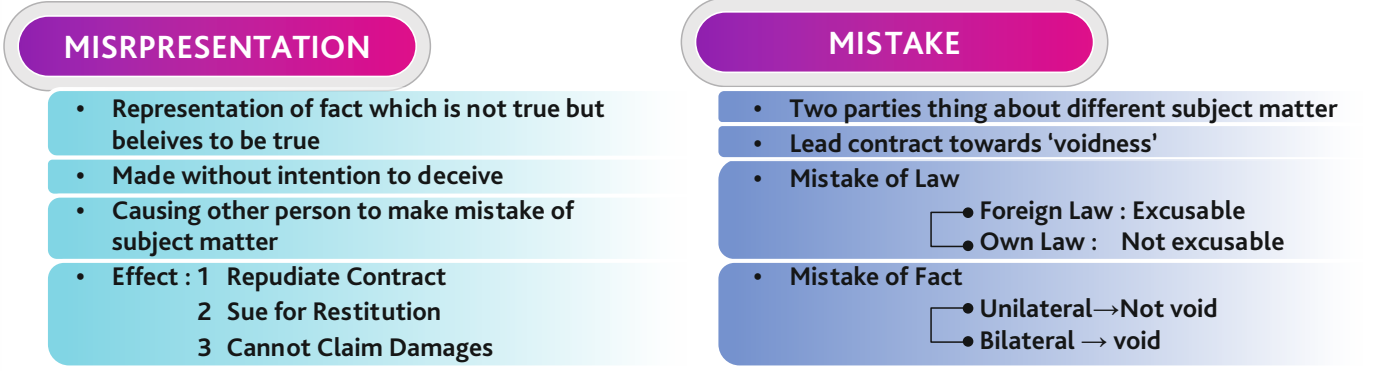 MISRPRESENTATION
• Representation of fact which is not true but
beleives to be true
• Made without intention to deceive
• Causing other person to make mistake of
subject matter
• Effect : 1 Repudiate Contract
2 Sue for Restitution
3 Cannot Claim Damages
MISTAKE
• Two parties thing about different subject matter
• Lead contract towards ‘voidness’
• Mistake of Law
Foreign Law : Excusable
Own Law : Not excusable
• Mistake of Fact
Unilateral→Not void
Bilateral → void